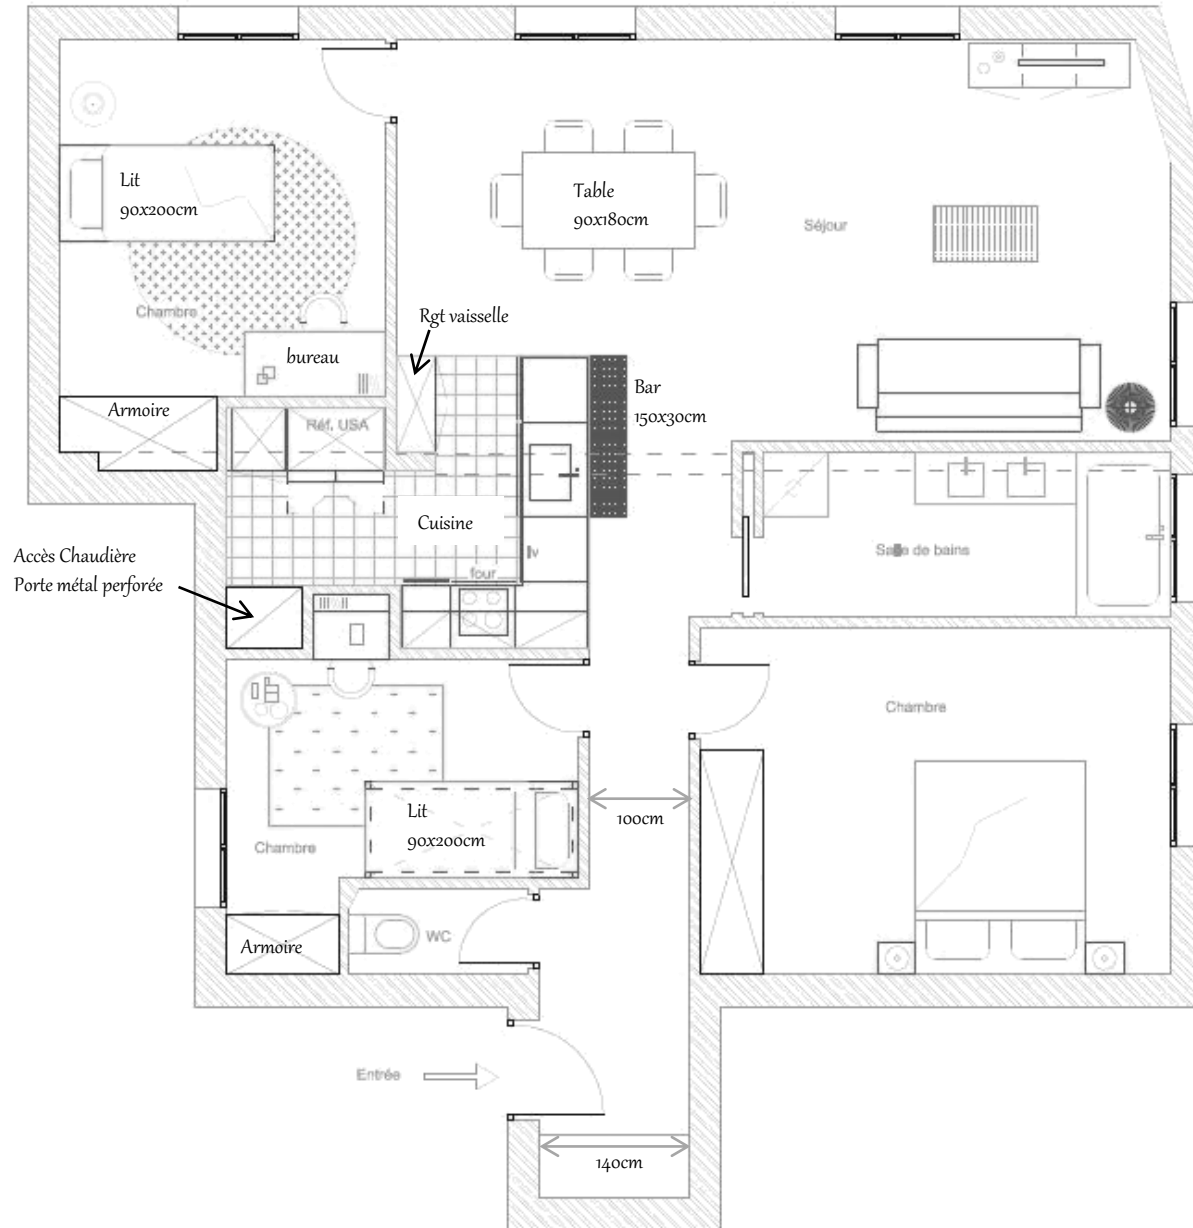 Lit
90x200cm
Table
90x180cm
Séjour
Chambre
Rgt vaisselle
bureau
Bar
150x30cm
Armoire
Réf. USA
Cuisine
Accès Chaudière
Porte métal perforée
lv
four
Salle de bains
Chambre
Lit
90x200cm
100cm
Chambre
Armoire
WC
Entrée
140cm